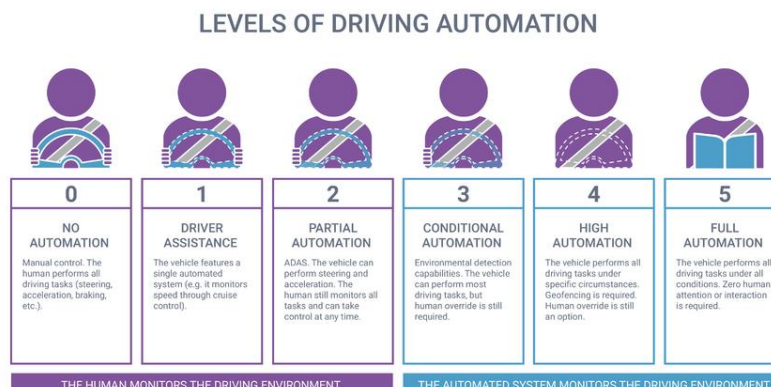 LEVELS OF DRIVING AUTOMATION
0
NO
AUTOMATION
Manual control. The
human performs all
driving tasks (steering,
acceleration, braking,
etc.).
1
DRIVER
ASSISTANCE
The vehicle features a
single automated
system (e.g. it monitors
speed through cruise
control).
2
PARTIAL
AUTOMATION
ADAS. The vehicle can
perform steering and
acceleration. The
human still monitors all
tasks and can take
control at any time.
3
CONDITIONAL
AUTOMATION
Environmental detection
capabilities. The vehicle
can perform most
driving tasks, but
human override is still
required.
4
HIGH
AUTOMATION
The vehicle performs all
driving tasks under
specific circumstances.
Geofencing is required.
Human override is still
an option.
5
FULL
AUTOMATION
The vehicle performs all
driving tasks under all
conditions. Zero human
attention or interaction
is required.
THE HUMAN MONITORS THE DRIVING ENVIRONMENT
THE AUTOMATED SYSTEM MONITORS THE DRIVING ENVIRONMENT